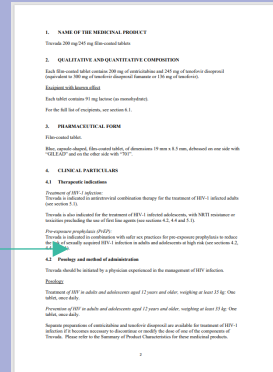 1. NAME OF THE MEDICINAL PRODUCT
Truvada 200 mg/245 mg film-coated tablets
2. QUALITATIVE AND QUANTITATIVE COMPOSITION
Each film-coated tablet contains 200 mg of emtricitabine and 245 mg of tenofovir disoproxil
(equivalent to 300 mg of tenofovir disoproxil fumarate or 136 mg of tenofovir).
Excipient with known effect
Each tablet contains 91 mg lactose (as monohydrate).
For the full list of excipients, see section 6.1.
3. PHARMACEUTICAL FORM
Film-coated tablet.
Blue, capsule-shaped, film-coated tablet, of dimensions 19 mm x 8.5 mm, debossed on one side with
"GILEAD" and on the other side with "701".
4. CLINICAL PARTICULARS
4.1 Therapeutic indications
Treatment of HIV-1 infection:
Truvada is indicated in antiretroviral combination therapy for the treatment of HIV-1 infected adults
(see section 5.1).
Truvada is also indicated for the treatment of HIV-1 infected adolescents, with NRTI resistance or
toxicities precluding the use of first line agents (see sections 4.2, 4.4 and 5.1).
Pre-exposure prophylaxis (PrEP):
Truvada is indicated in combination with safer sex practices for pre-exposure prophylaxis to reduce
the risk of sexually acquired HIV-1 infection in adults and adolescents at high risk (see sections 4.2,
4.2 Posology and method of administration
Truvada should be initiated by a physician experienced in the management of HIV infection.
Posology
Treatment of HIV in adults and adolescents aged 12 years and older, weighing at least 35 kg: One
tablet, once daily.
Prevention of HIV in adults and adolescents aged 12 years and older, weighing at least 35 kg: One
tablet, once daily.
Separate preparations of emtricitabine and tenofovir disoproxil are available for treatment of HIV-1
infection if it becomes necessary to discontinue or modify the dose of one of the components of
Truvada. Please refer to the Summary of Product Characteristics for these medicinal products.
2